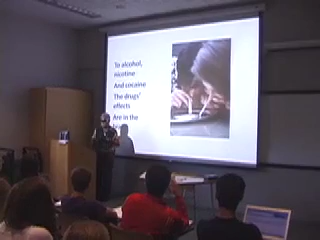 To alcohol,
nicotine
And cocaine
The drugs'
effects
Are in the